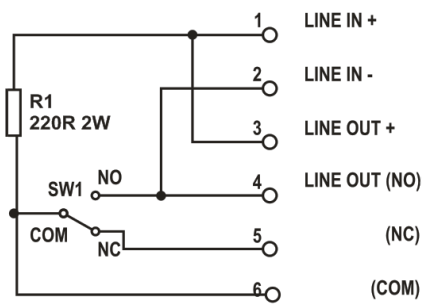 1 LINE IN +
2 LINE IN -
R1
220R 2W
3 LINE OUT +
SW1 NO
4 LINE OUT (NO)
COM
NC
5 (NC)
6 (COM)